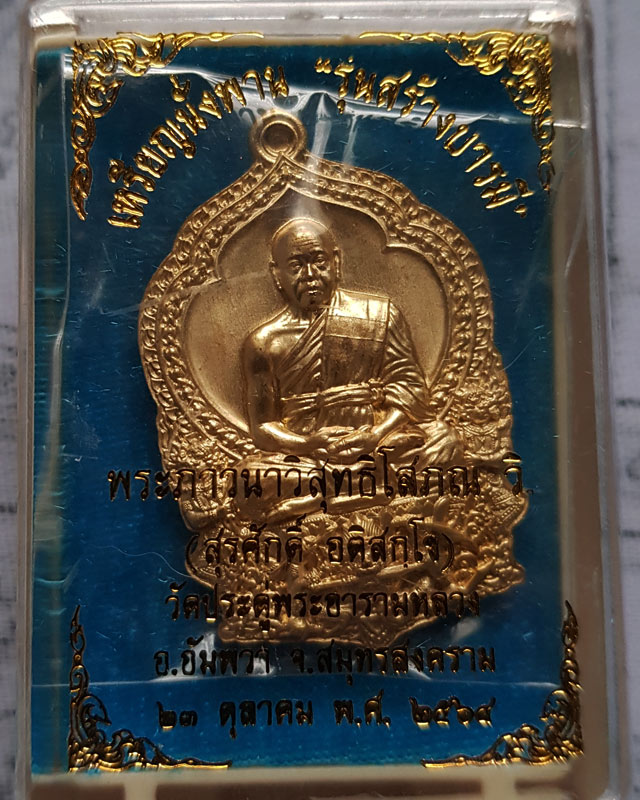 เหรียญนั่งพาน "รุ่นสร้างบารมี"
พระภาวนาวิสุทธิโสภณ วิ.
(สุรศักดิ์ อติสกฺโข)
วัดประดู่พระอารามหลวง
อ.อัมพวา จ.สมุทรสงคราม
๒๓ ตุลาคม พ.ศ. ๒๕๖๔